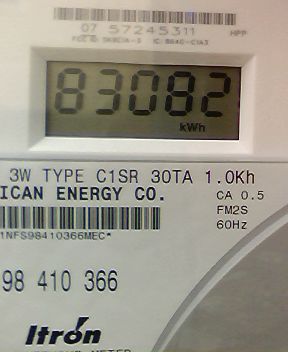 07 57245311 HPP
83082
kWh
3W TYPE C1SR 30TA 1.0Kh
ICAN ENERGY CO.
CA 0.5
FM2S
60Hz
1NFS98410366MEC*
98 410 366
Itron